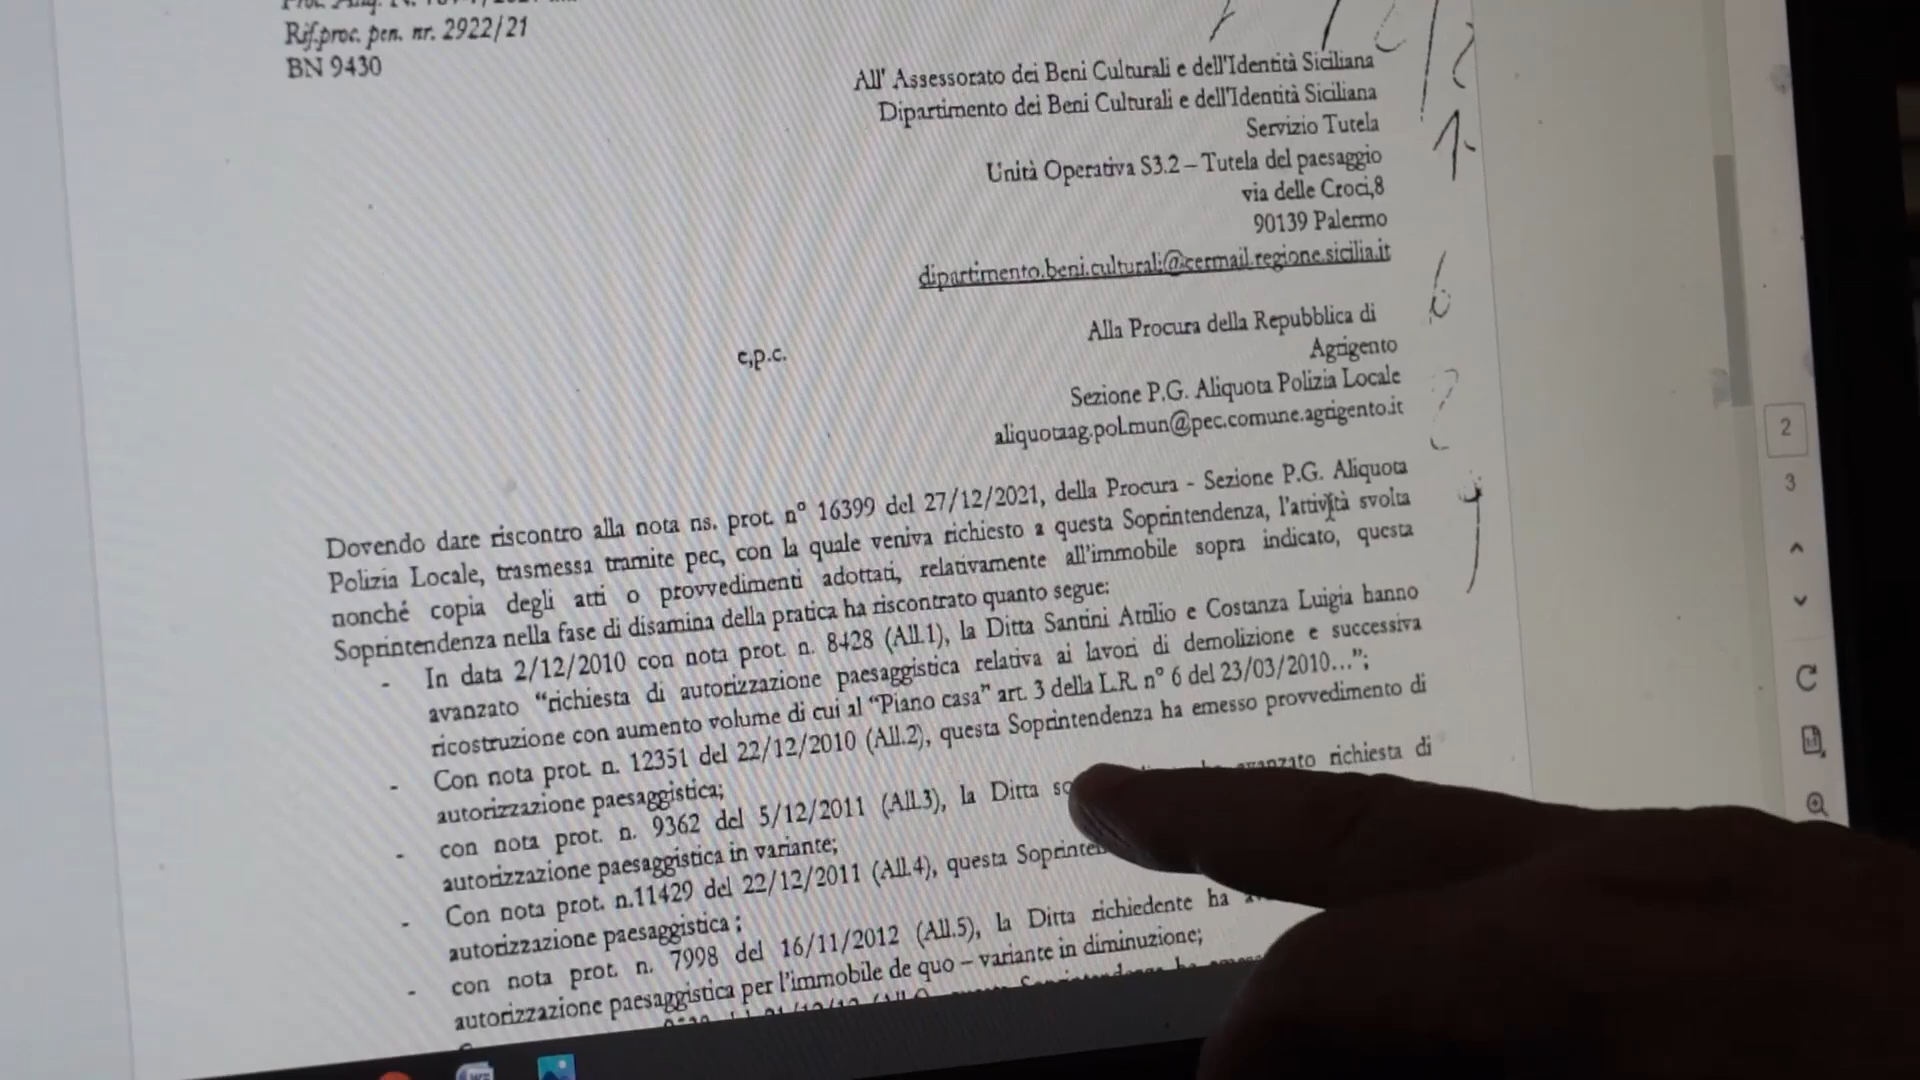 Rif.proc. pen. nr. 2922/21
BN 9430
All' Assessorato dei Beni Culturali e dell'Identità Siciliana
Dipartimento dei Beni Culturali e dell'Identità Siciliana
Servizio Tutela
Unità Operativa S3.2 – Tutela del paesaggio
via delle Croci,8
90139 Palermo
dipartimento.beni.culturali@certmail.regione.sicilia.it
Alla Procura della Repubblica di
e,p.c.
Agrigento
Sezione P.G. Aliquota Polizia Locale
aliquotaag.pol.mun@pec.comune.agrigento.it
Dovendo dare riscontro alla nota ns. prot. n° 16399 del 27/12/2021, della Procura - Sezione P.G. Aliquota
Polizia Locale, trasmessa tramite pec, con la quale veniva richiesto a questa Soprintendenza, l'attività svolta
nonché copia degli atti o provvedimenti adottati, relativamente all'immobile sopra indicato, questa
Soprintendenza nella fase di disamina della pratica ha riscontrato quanto segue:
- In data 2/12/2010 con nota prot. n. 8428 (All.1), la Ditta Santini Attilio e Costanza Luigia hanno
avanzato “richiesta di autorizzazione paesaggistica relativa ai lavori di demolizione e successiva
ricostruzione con aumento volume di cui al “Piano casa” art. 3 della L.R. n° 6 del 23/03/2010…”;
- Con nota prot. n. 12351 del 22/12/2010 (All.2), questa Soprintendenza ha emesso provvedimento di
autorizzazione paesaggistica;
- con nota prot. n. 9362 del 5/12/2011 (All.3), la Ditta avanzato richiesta di
autorizzazione paesaggistica in variante;
- Con nota prot. n.11429 del 22/12/2011 (All.4), questa
autorizzazione paesaggistica ;
- con nota prot. n. 7998 del 16/11/2012 (All.5), la Ditta richiedente ha
autorizzazione paesaggistica per l'immobile de quo – variante in diminuzione;
2
3